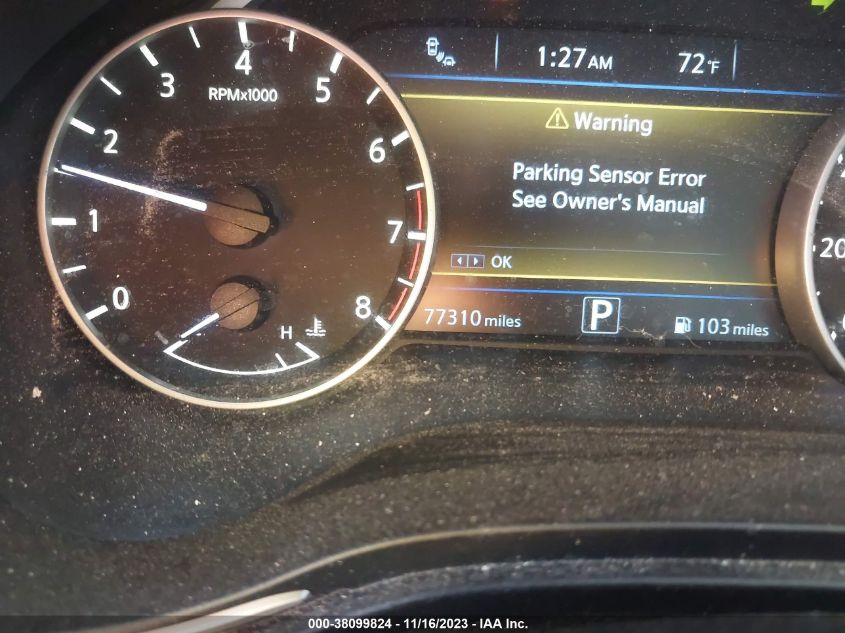 1:27AM 72°F
4
3
5
RPMx1000
2
6
1
7
0
8
H
Warning
Parking Sensor Error
See Owner's Manual
OK
77310 miles P 103 miles
20
000-38099824 - 11/16/2023 - IAA Inc.